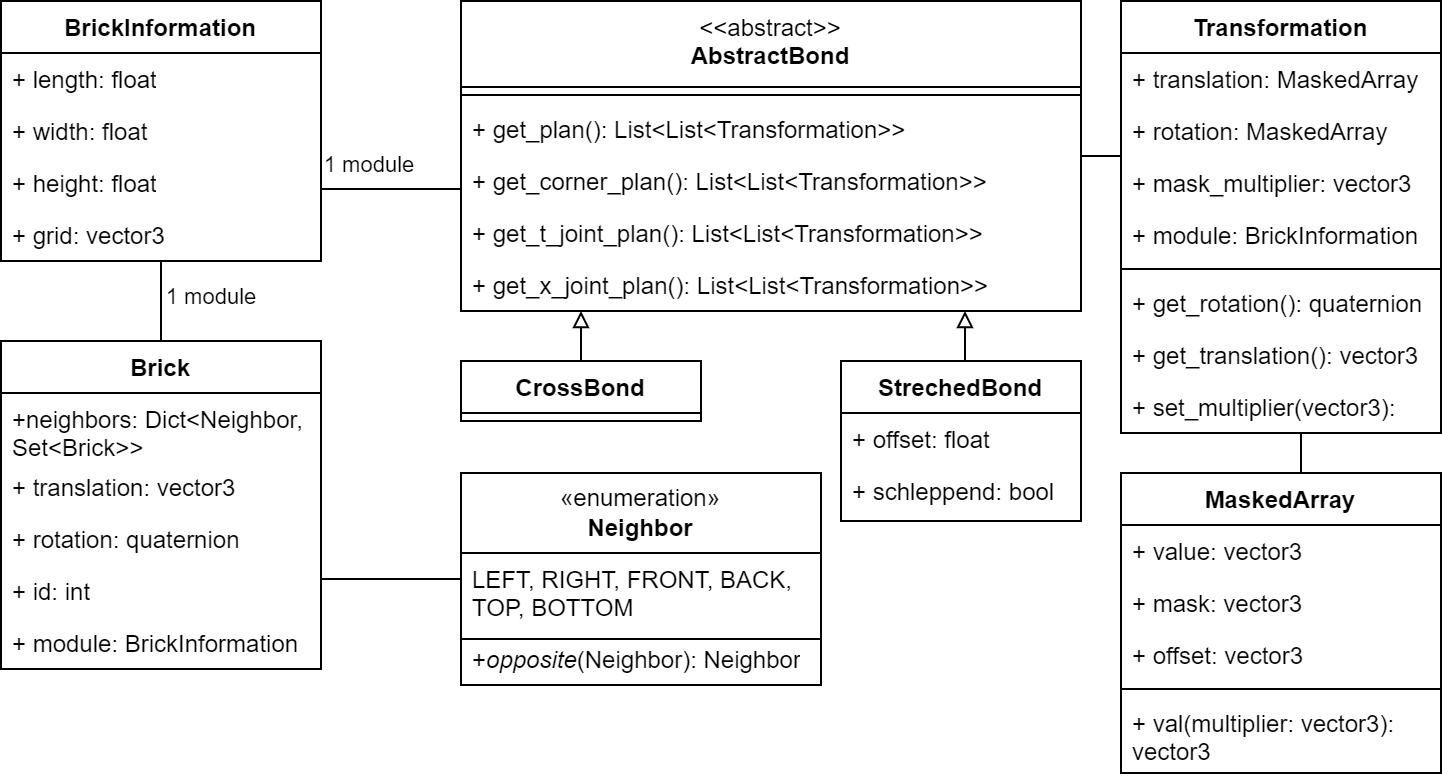 BrickInformation
+ length: float
+ width: float
+ height: float
+ grid: vector3
1 module
1 module
<<abstract>>
AbstractBond
+ get_plan(): List<List<Transformation>>
+ get_corner_plan(): List<List<Transformation>>
+ get_t_joint_plan(): List<List<Transformation>>
+ get_x_joint_plan(): List<List<Transformation>>
Transformation
+ translation: MaskedArray
+ rotation: MaskedArray
+ mask_multiplier: vector3
+ module: BrickInformation
+ get_rotation(): quaternion
+ get_translation(): vector3
+ set_multiplier(vector3):
Brick
+neighbors: Dict<Neighbor,
Set<Brick>>
+ translation: vector3
+ rotation: quaternion
+ id: int
+ module: BrickInformation
CrossBond
StrechedBond
+ offset: float
+ schleppend: bool
«enumeration»
Neighbor
LEFT, RIGHT, FRONT, BACK,
TOP, BOTTOM
+opposite(Neighbor): Neighbor
MaskedArray
+ value: vector3
+ mask: vector3
+ offset: vector3
+ val(multiplier: vector3):
vector3